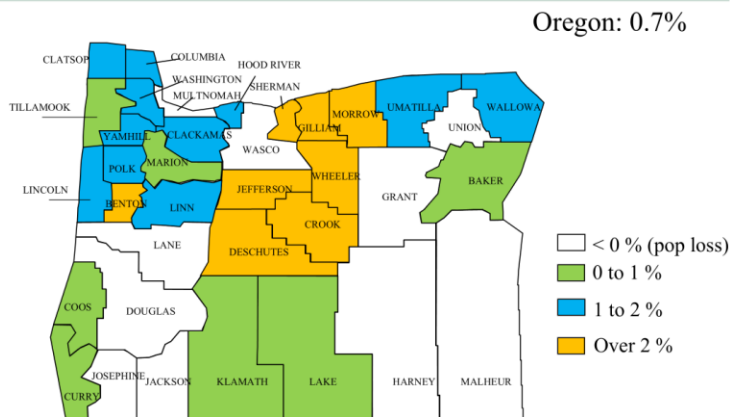 Oregon: 0.7%
CLATSOP
COLUMBIA
HOOD RIVER
WASHINGTON
SHERMAN
MULTNOMAH
TILLAMOOK
GILLIAM
MORROW
UMATILLA
WALLOWA
UNION
YAMHILL
CLACKAMAS
WASCO
MARION
POLK
WHEELER
BAKER
LINCOLN
JEFFERSON
GRANT
BENTON
LINN
CROOK
LANE
DESCHUTES
< 0 % (pop loss)
0 to 1 %
1 to 2 %
Over 2 %
COOS
DOUGLAS
JOSEPHINE
JACKSON
KLAMATH
LAKE
HARNEY
MALHEUR
CURRY